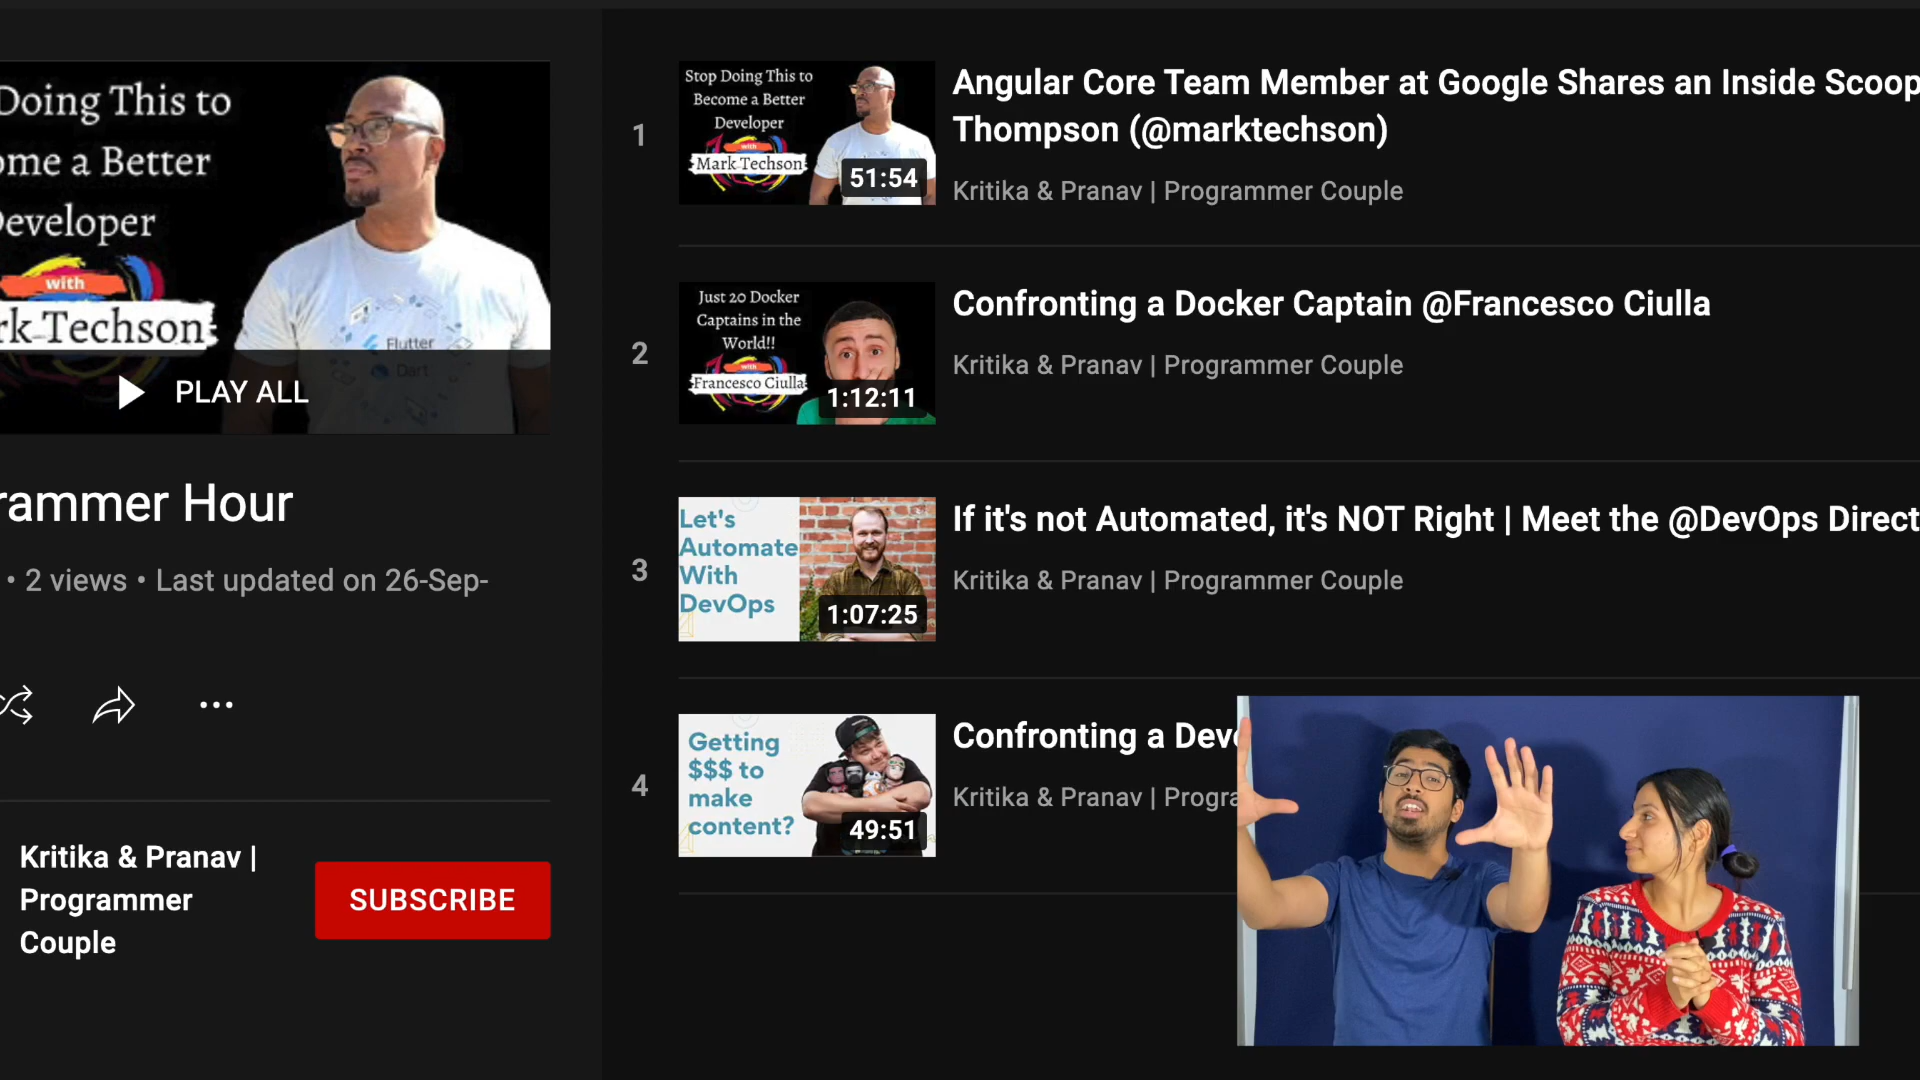 Doing This to
ome a Better
Developer
with
rk Techson
Flutter
Dart
PLAY ALL
rammer Hour
• 2 views • Last updated on 26-Sep-
Kritika & Pranav |
Programmer
Couple
SUBSCRIBE
1
Stop Doing This to
Become a Better
Developer
with
Mark Techson
51:54
Angular Core Team Member at Google Shares an Inside Scoop
Thompson (@marktechson)
Kritika & Pranav | Programmer Couple
2
Just 20 Docker
Captains in the
World!!
with
Francesco Ciulla
1:12:11
Confronting a Docker Captain @Francesco Ciulla
Kritika & Pranav | Programmer Couple
3
Let's
Automate
With
DevOps
1:07:25
If it's not Automated, it's NOT Right | Meet the @DevOps Direct
Kritika & Pranav | Programmer Couple
4
Getting
$$$ to
make
content?
49:51
Confronting a Deve
Kritika & Pranav | Progra